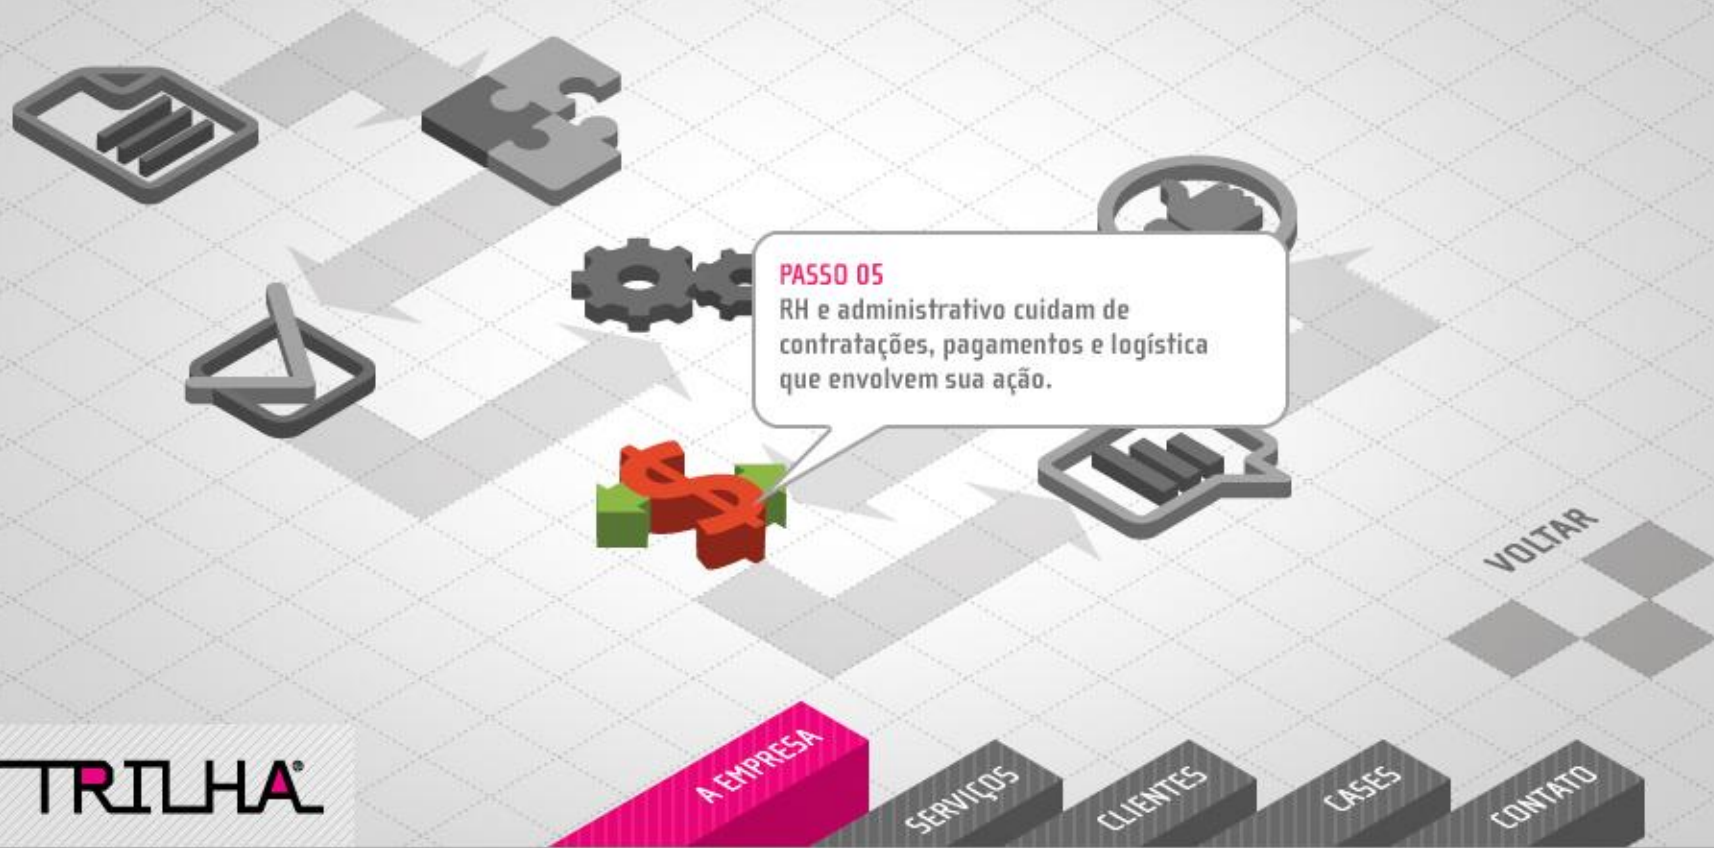 PASSO 05
RH e administrativo cuidam de
contratações, pagamentos e logística
que envolvem sua ação.
VOLTAR
TRILHA®
A EMPRESA
SERVIÇOS
CLIENTES
CASES
CONTATO